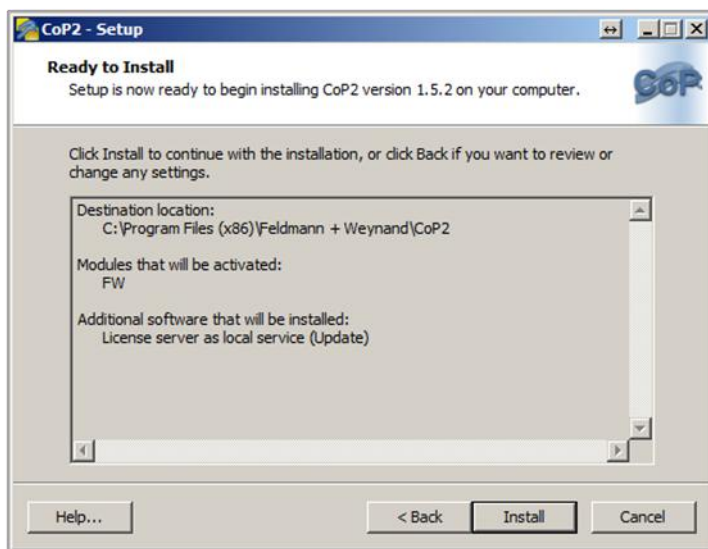 CoP2 - Setup
Ready to Install
Setup is now ready to begin installing CoP2 version 1.5.2 on your computer.
CoP
Click Install to continue with the installation, or click Back if you want to review or
change any settings.
Destination location:
C:\Program Files (x86)\Feldmann + Weynand\CoP2
Modules that will be activated:
FW
Additional software that will be installed:
License server as local service (Update)
Help...
< Back
Install
Cancel